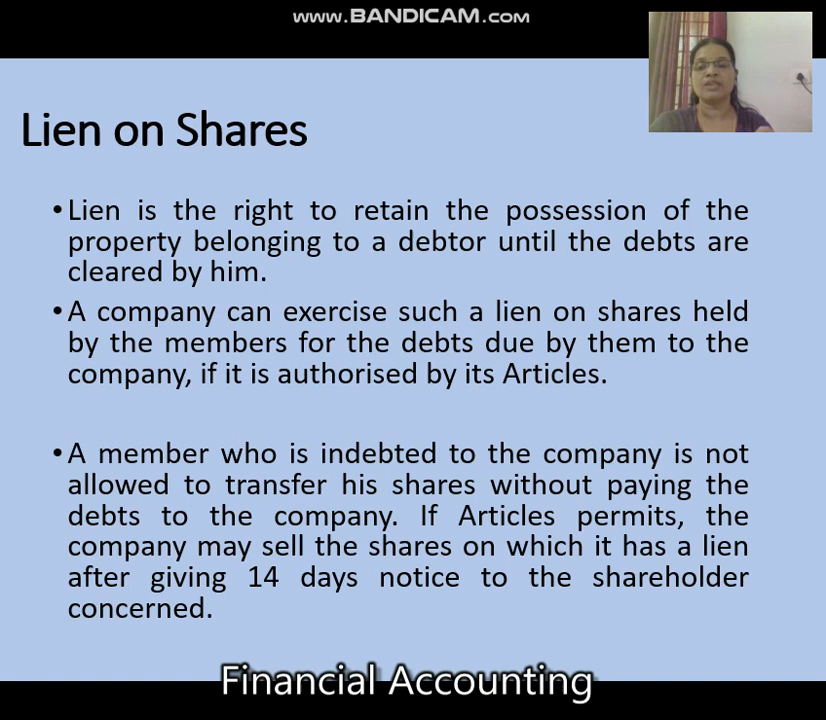 www.BANDICAM.com
Lien on Shares
•Lien is the right to retain the possession of the
property belonging to a debtor until the debts are
cleared by him.
•A company can exercise such a lien on shares held
by the members for the debts due by them to the
company, if it is authorised by its Articles.
•A member who is indebted to the company is not
allowed to transfer his shares without paying the
debts to the company. If Articles permits, the
company may sell the shares on which it has a lien
after giving 14 days notice to the shareholder
concerned.
Financial Accounting